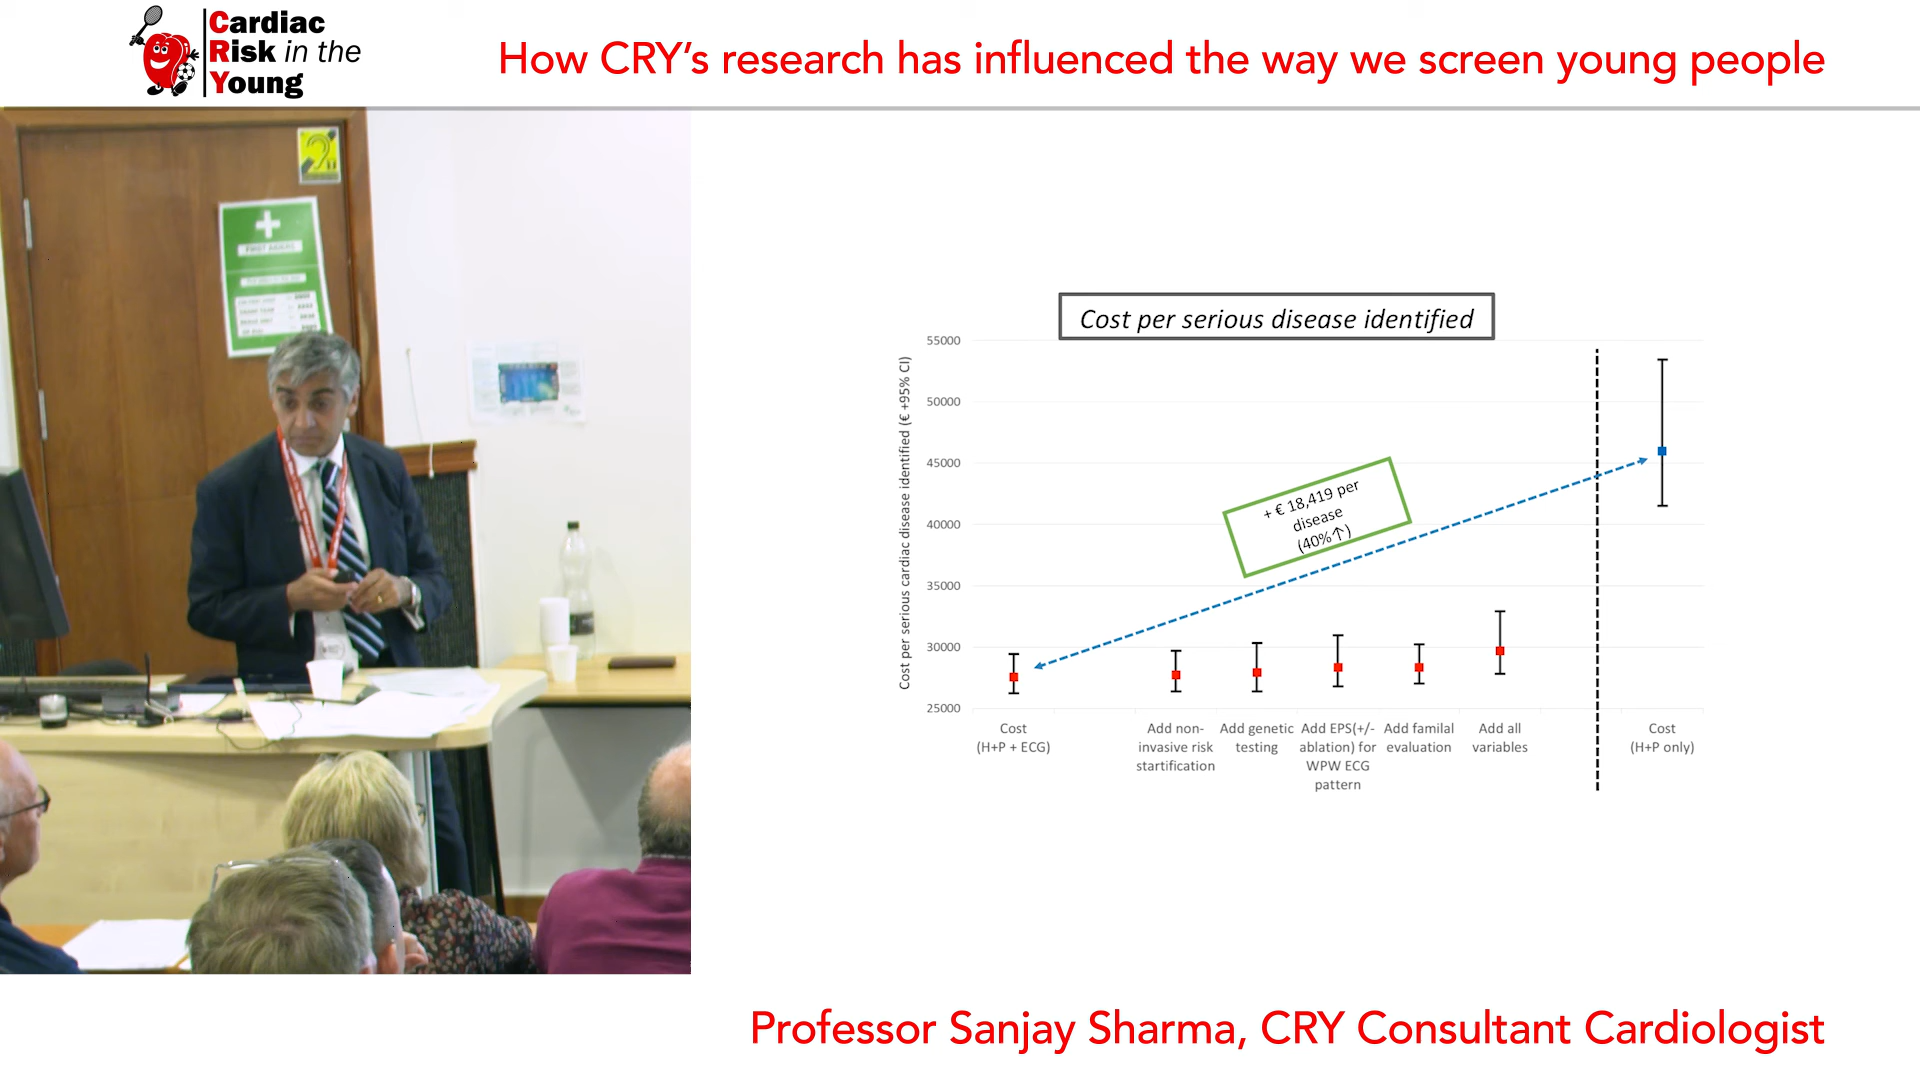 Cardiac
Risk in the
Young
How CRY's research has influenced the way we screen young people
FIRST AIDERS
Cost per serious disease identified
Cost per serious cardiac disease identified (€ +95% CI)
55000
50000
45000
40000
35000
30000
25000
+ € 18,419 per
disease
(40%↑)
Cost
(H+P + ECG)
Add non-
invasive risk
startification
Add genetic
testing
Add EPS(+/-
ablation) for
WPW ECG
pattern
Add familal
evaluation
Add all
variables
Cost
(H+P only)
Professor Sanjay Sharma, CRY Consultant Cardiologist